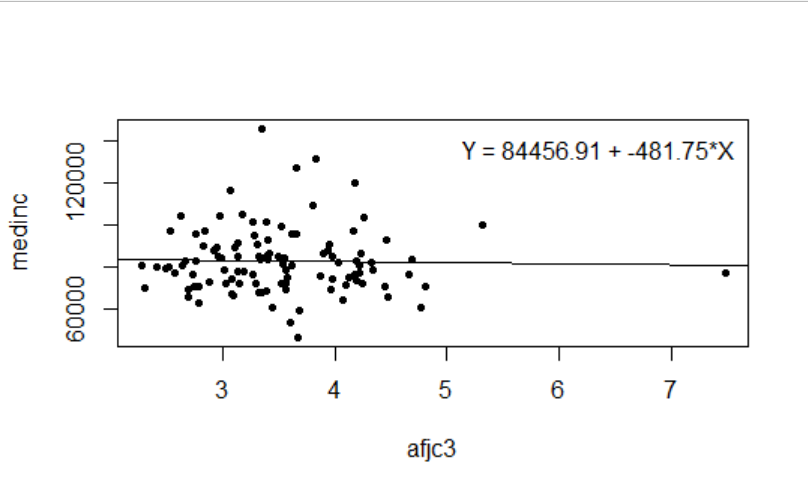 Y = 84456.91 + -481.75*X
medinc
120000
60000
3 4 5 6 7
afjc3